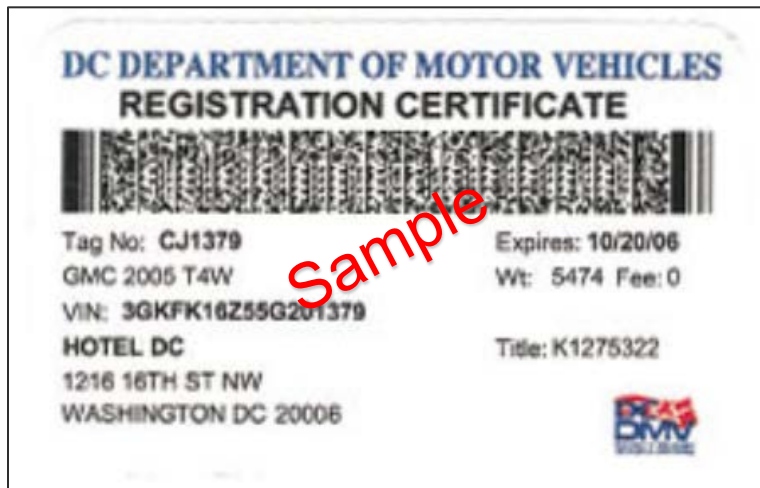 DC DEPARTMENT OF MOTOR VEHICLES
REGISTRATION CERTIFICATE
Tag No: CJ1379 Expires: 10/20/06
GMC 2005 T4W Wt: 5474 Fee: 0
VIN: 3GKFK16Z55G201379
HOTEL DC Title: K1275322
1216 16TH ST NW
WASHINGTON DC 20006
Sample
DC
DMV